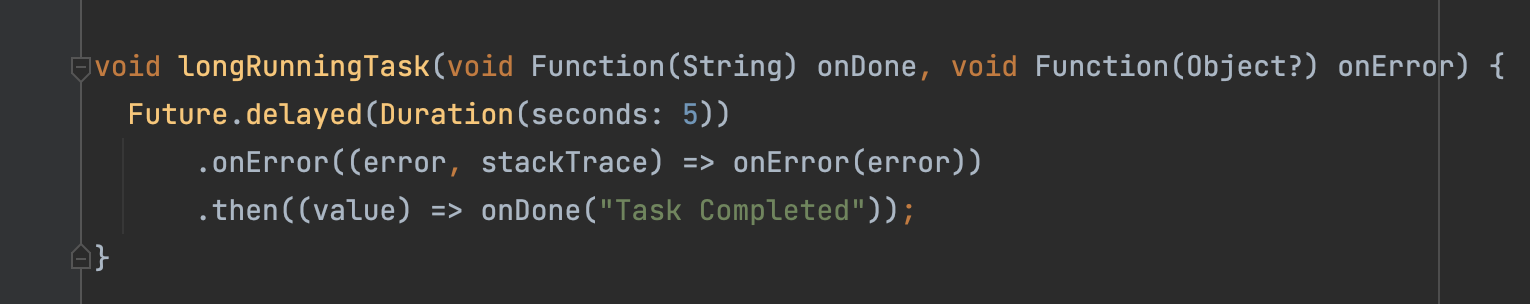 void longRunningTask(void Function(String) onDone, void Function(Object?) onError) {
  Future.delayed(Duration(seconds: 5))
      .onError((error, stackTrace) => onError(error))
      .then((value) => onDone("Task Completed"));
}